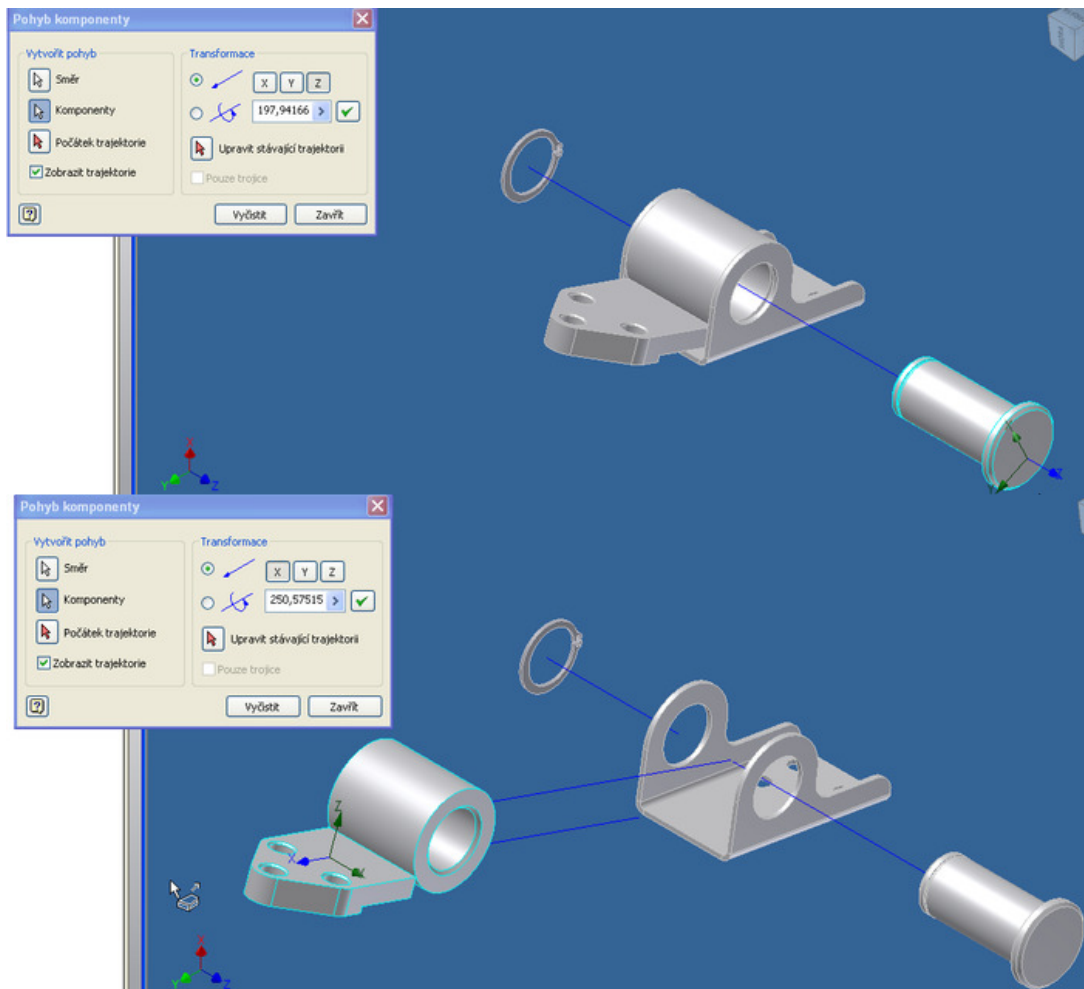 Pohyb komponenty
Vytvořit pohyb
Směr
Komponenty
Počátek trajektorie
Zobrazit trajektorie
Transformace
X Y Z
197,94166
Upravit stávající trajektorii
Pouze trojice
Vyčistit Zavřít
X
Y Z
Z
Y
Pohyb komponenty
Vytvořit pohyb
Směr
Komponenty
Počátek trajektorie
Zobrazit trajektorie
Transformace
X Y Z
250,57515
Upravit stávající trajektorii
Pouze trojice
Vyčistit Zavřít
Z
X
X
Y Z